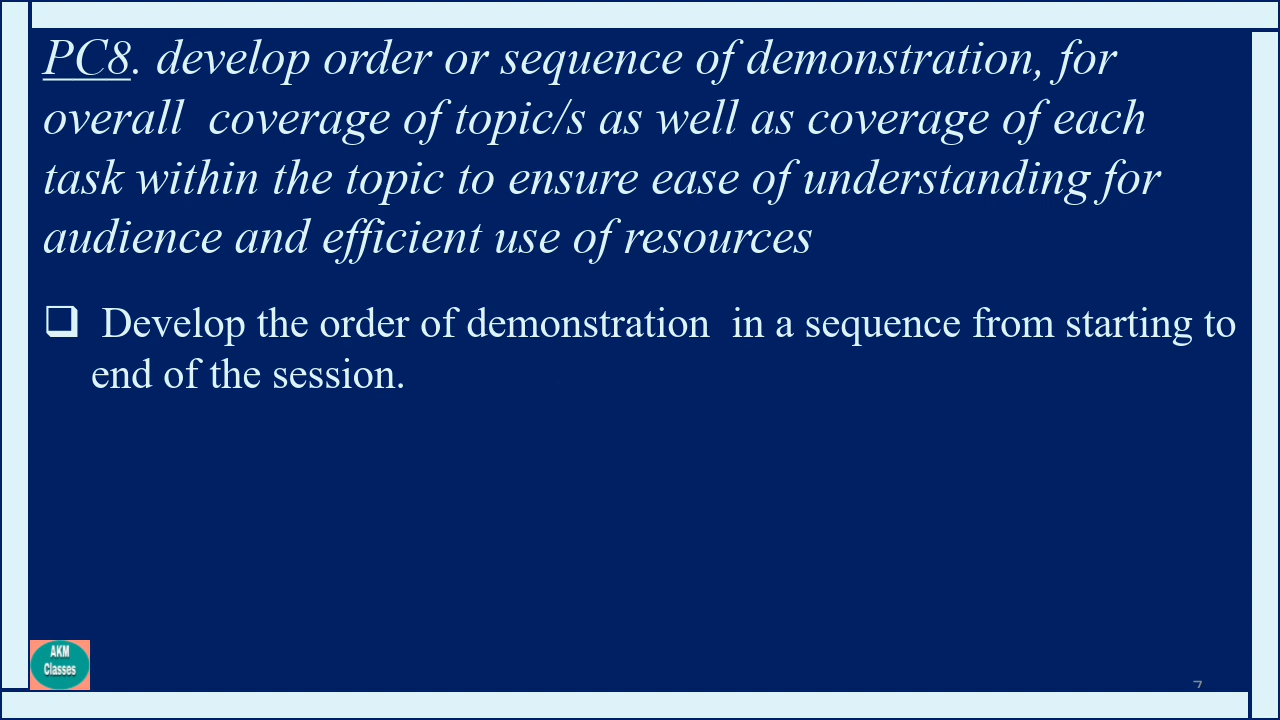 PC8. develop order or sequence of demonstration, for
overall coverage of topic/s as well as coverage of each
task within the topic to ensure ease of understanding for
audience and efficient use of resources
❑ Develop the order of demonstration in a sequence from starting to
end of the session.
AKM
Classes
7